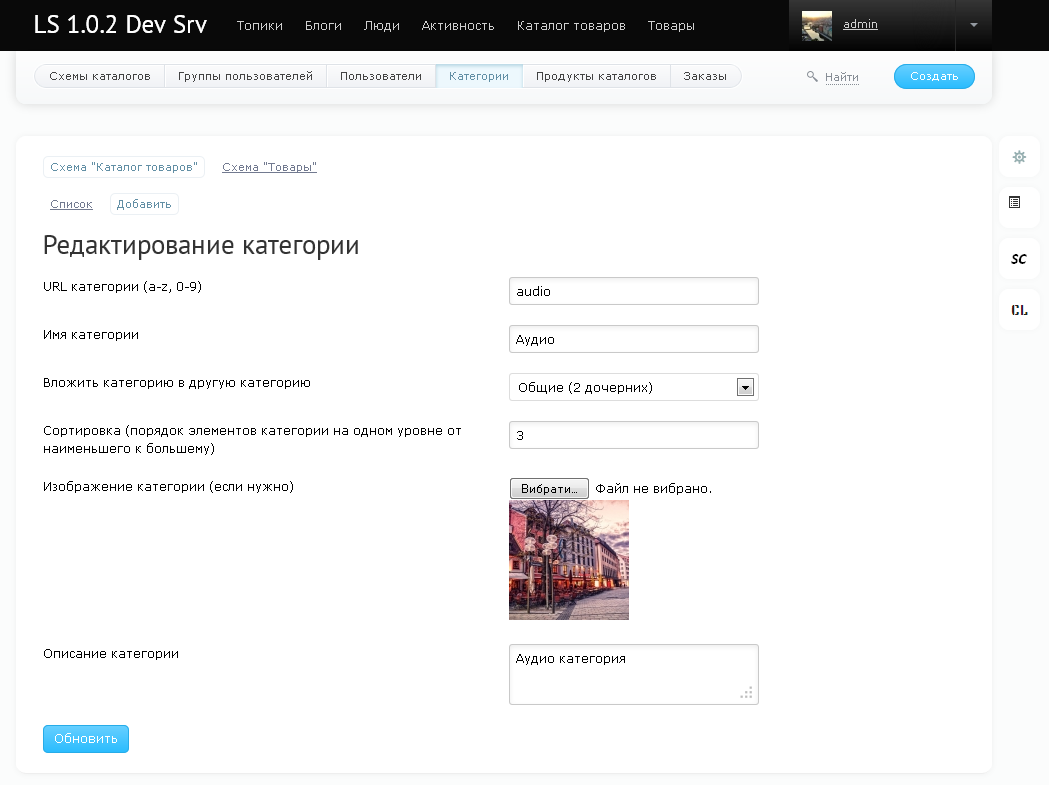 LS 1.0.2 Dev Srv Топики Блоги Люди Активность Каталог товаров Товары admin
Схемы каталогов Группы пользователей Пользователи Категории Продукты каталогов Заказы Найти Создать
Схема "Каталог товаров" Схема "Товары"
Список Добавить
Редактирование категории
URL категории (a-z, 0-9) audio
Имя категории Аудио
Вложить категорию в другую категорию Общие (2 дочерних)
Сортировка (порядок элементов категории на одном уровне от
наименьшего к большему) 3
Изображение категории (если нужно) Вибрати... Файл не вибрано.
Описание категории Аудио категория
Обновить
SC
CL